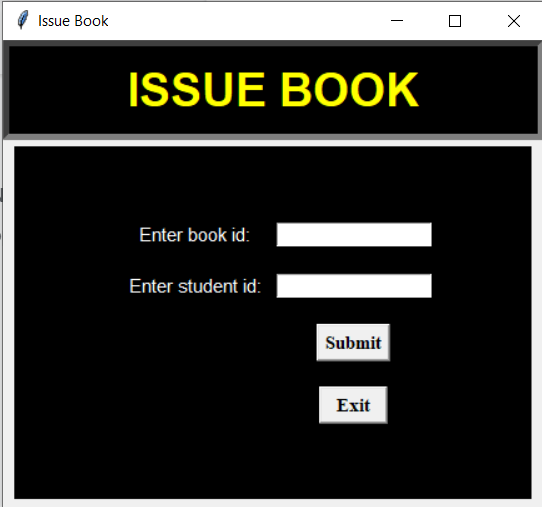 Issue Book
ISSUE BOOK
Enter book id:
Enter student id:
Submit
Exit